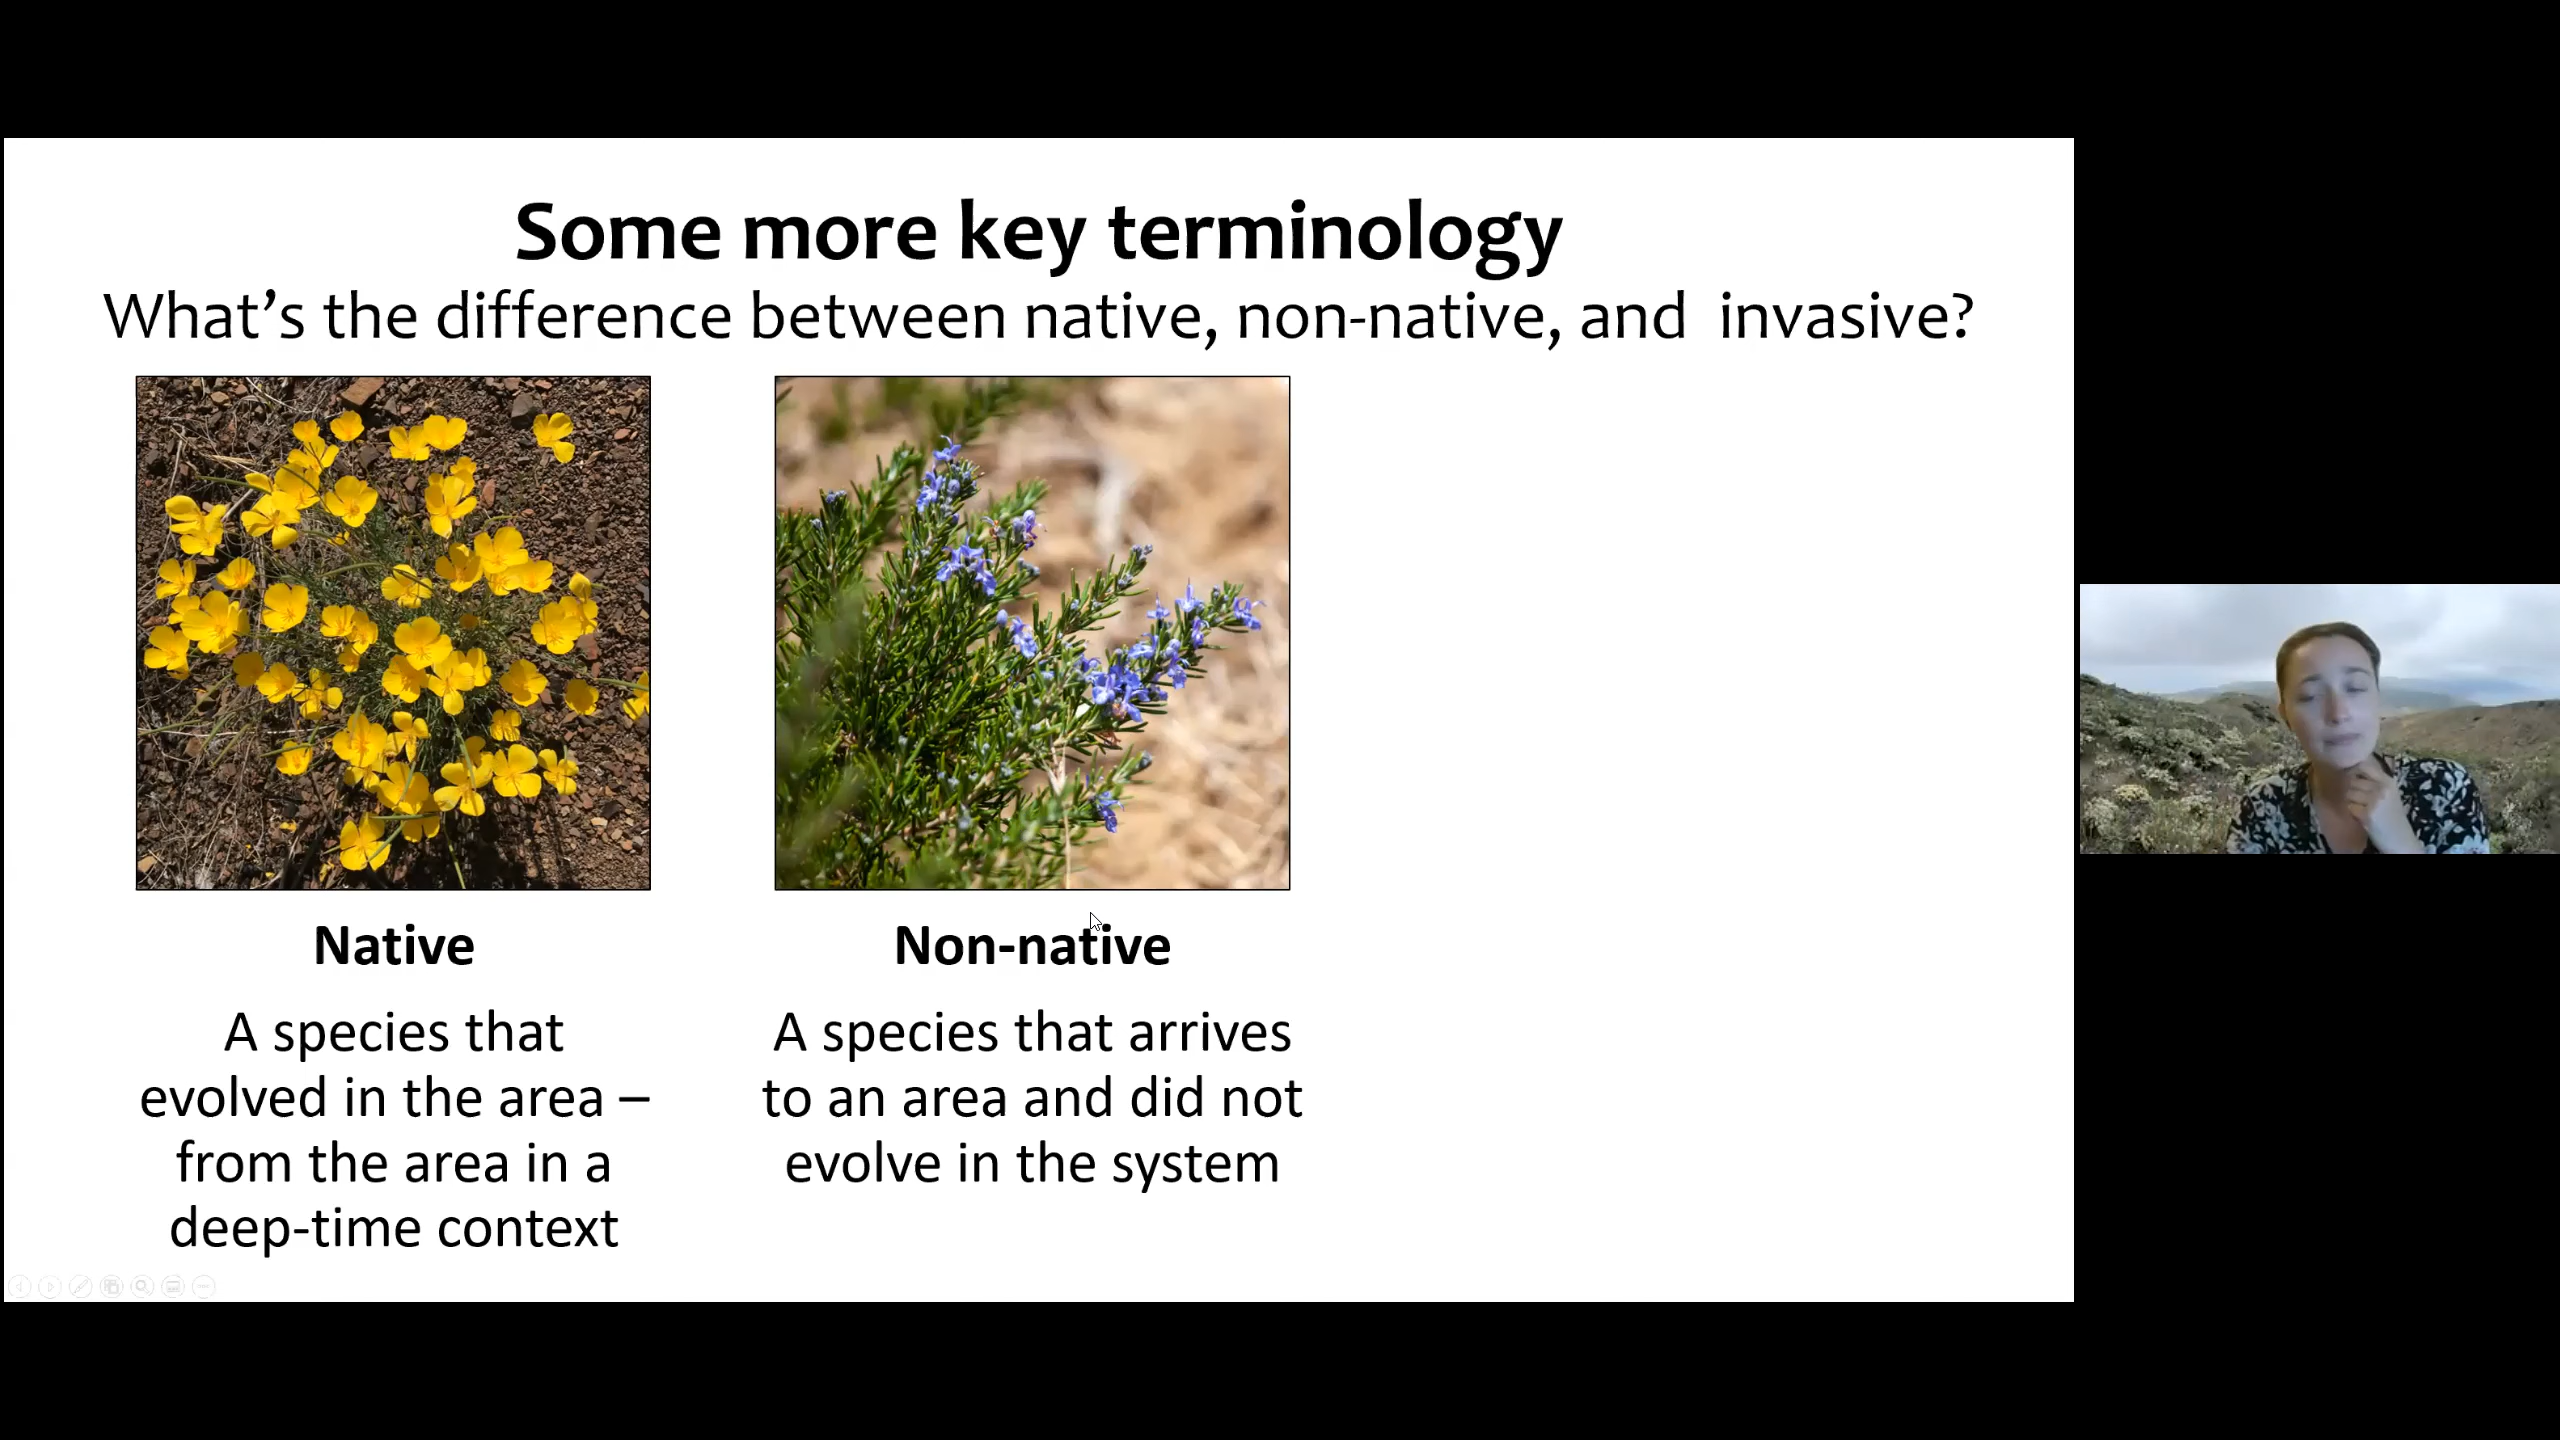 Some more key terminology
What’s the difference between native, non-native, and  invasive?
Native
A species that
evolved in the area –
from the area in a
deep-time context
Non-native
A species that arrives
to an area and did not
evolve in the system